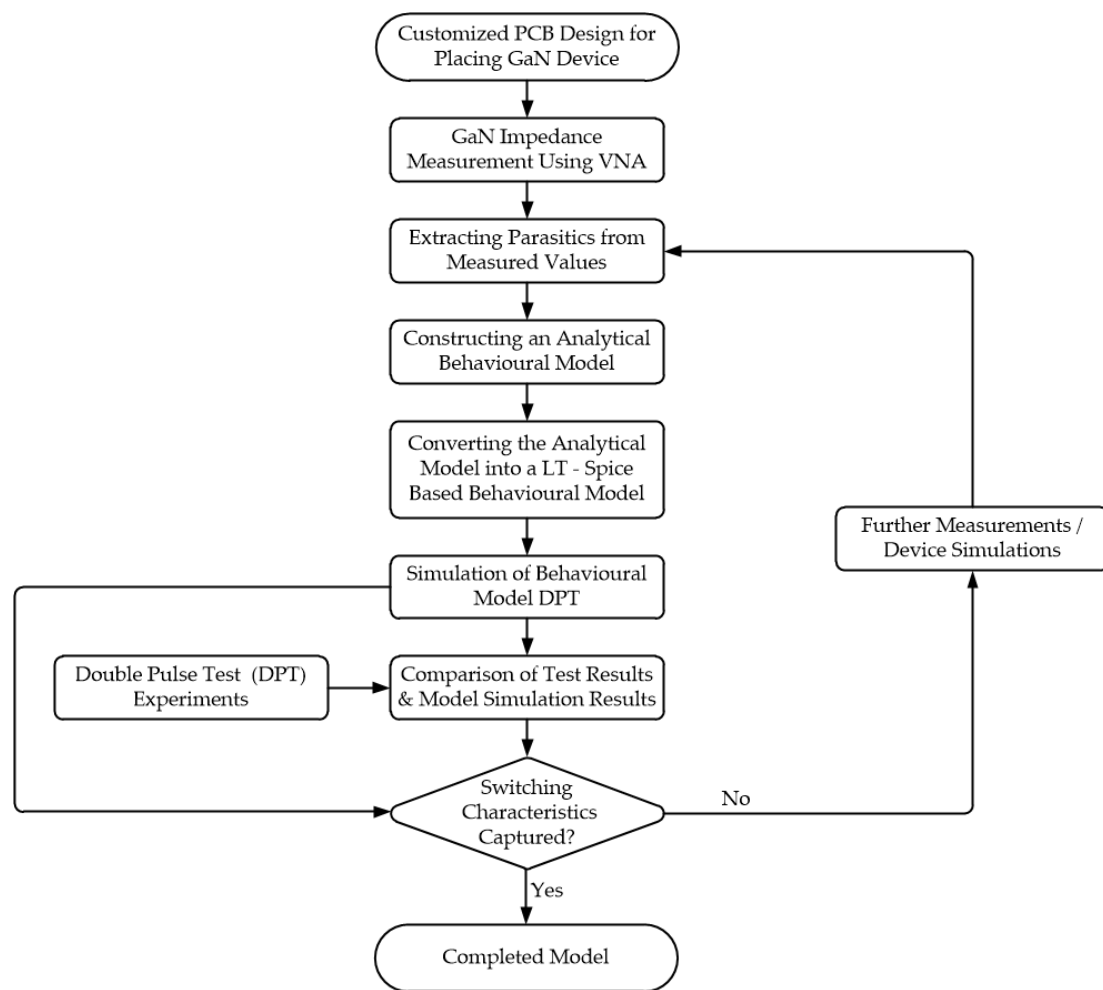 Customized PCB Design for
Placing GaN Device
GaN Impedance
Measurement Using VNA
Extracting Parasitics from
Measured Values
Constructing an Analytical
Behavioural Model
Converting the Analytical
Model into a LT - Spice
Based Behavioural Model
Further Measurements /
Device Simulations
Simulation of Behavioural
Model DPT
Double Pulse Test (DPT)
Experiments
Comparison of Test Results
& Model Simulation Results
Switching
Characteristics
Captured?
No
Yes
Completed Model